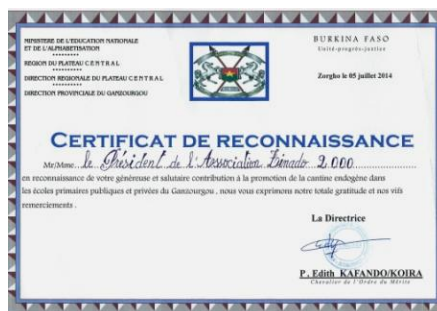 MINISTERE DE L'EDUCATION NATIONALE
ET DE L'ALPHABETISATION
**********
REGION DU PLATEAU CENTRAL
**********
DIRECTION REGIONALE DU PLATEAU CENTRAL
**********
DIRECTION PROVINCIALE DU GANZOURGOU
BURKINA FASO
Unité-progrès-justice
Zorgho le 05 juillet 2014
CERTIFICAT DE RECONNAISSANCE
Mr/Mme le Président de l'Association Zinado 2.000
en reconnaissance de votre généreuse et salutaire contribution à la promotion de la cantine endogène dans
les écoles primaires publiques et privées du Ganzourgou , nous vous exprimons notre totale gratitude et nos vifs
remerciements .
La Directrice
P . Edith KAFANDO/KOIRA
Chevalier de l'Ordre du Mérite